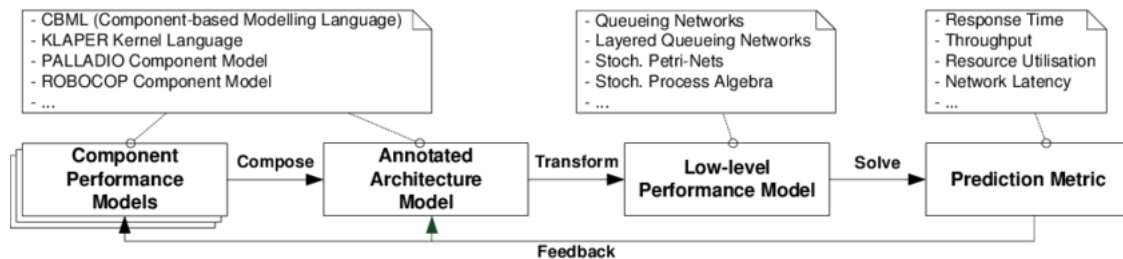 - CBML (Component-based Modelling Language)
- KLAPER Kernel Language
- PALLADIO Component Model
- ROBOCOP Component Model
- ...
- Queueing Networks
- Layered Queueing Networks
- Stoch. Petri-Nets
- Stoch. Process Algebra
- ...
- Response Time
- Throughput
- Resource Utilisation
- Network Latency
- ...
Component
Performance
Models
Compose
Annotated
Architecture
Model
Transform
Low-level
Performance Model
Solve
Prediction Metric
Feedback